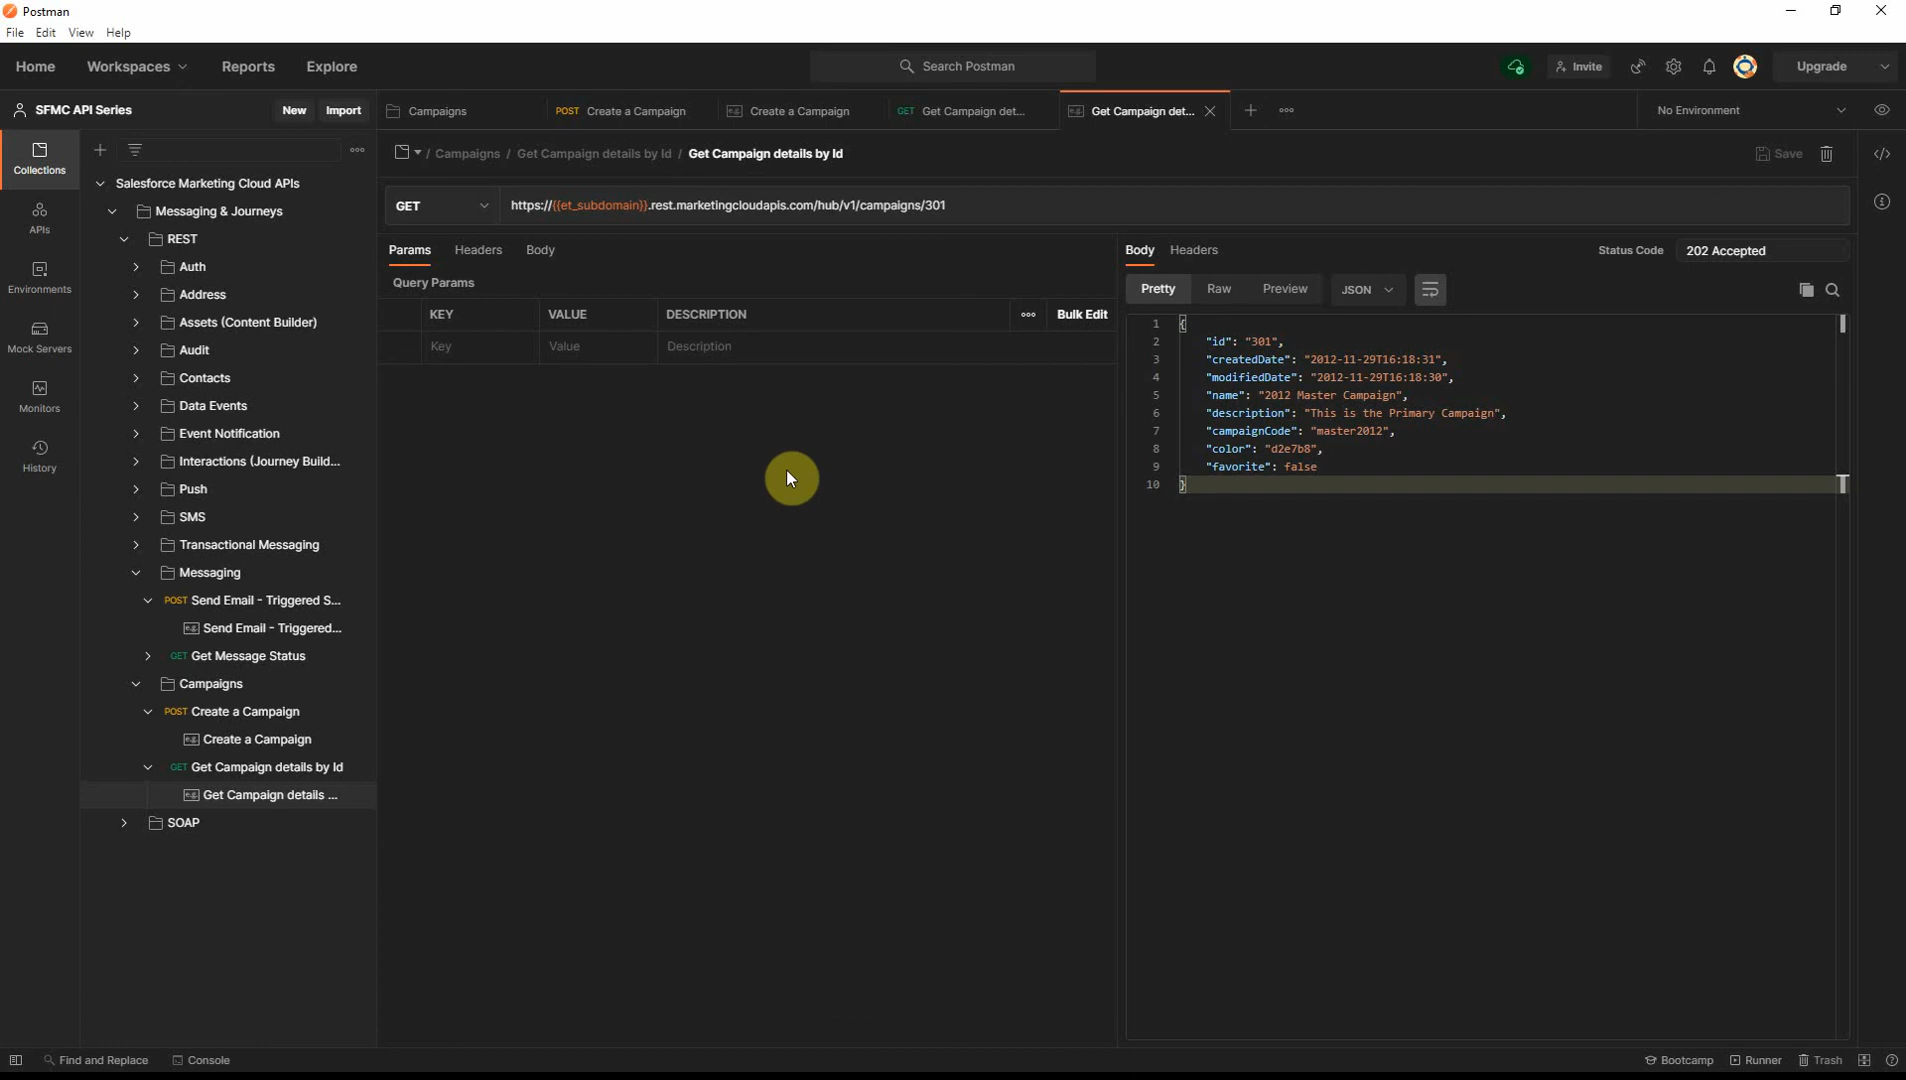 Postman
File Edit View Help
Home Workspaces Reports Explore Search Postman Invite Upgrade
SFMC API Series New Import Campaigns POST Create a Campaign Create a Campaign GET Get Campaign det... Get Campaign det... No Environment
Collections
APIs
Environments
Mock Servers
Monitors
History
Salesforce Marketing Cloud APIs
Messaging & Journeys
REST
Auth
Address
Assets (Content Builder)
Audit
Contacts
Data Events
Event Notification
Interactions (Journey Build...
Push
SMS
Transactional Messaging
Messaging
POST Send Email - Triggered S...
e.g. Send Email - Triggered...
GET Get Message Status
Campaigns
POST Create a Campaign
e.g. Create a Campaign
GET Get Campaign details by Id
e.g. Get Campaign details ...
SOAP
/ Campaigns / Get Campaign details by Id / Get Campaign details by Id Save
GET https://{{et_subdomain}}.rest.marketingcloudapis.com/hub/v1/campaigns/301
Params Headers Body
Query Params
KEY VALUE DESCRIPTION Bulk Edit
Key Value Description
Body Headers Status Code 202 Accepted
Pretty Raw Preview JSON
1 {
2 "id": "301",
3 "createdDate": "2012-11-29T16:18:31",
4 "modifiedDate": "2012-11-29T16:18:30",
5 "name": "2012 Master Campaign",
6 "description": "This is the Primary Campaign",
7 "campaignCode": "master2012",
8 "color": "d2e7b8",
9 "favorite": false
10 }
Find and Replace Console Bootcamp Runner Trash